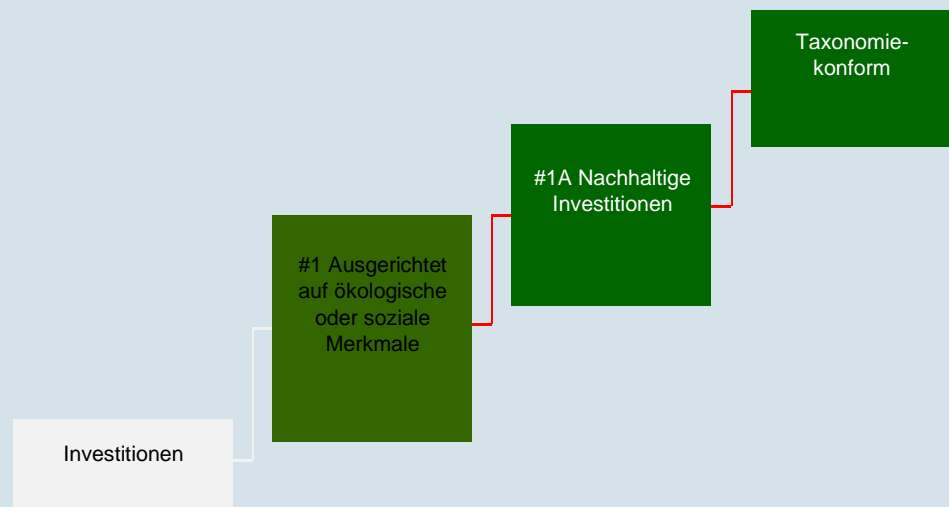 Taxonomie-
konform
#1A Nachhaltige
Investitionen
#1 Ausgerichtet
auf ökologische
oder soziale
Merkmale
Investitionen